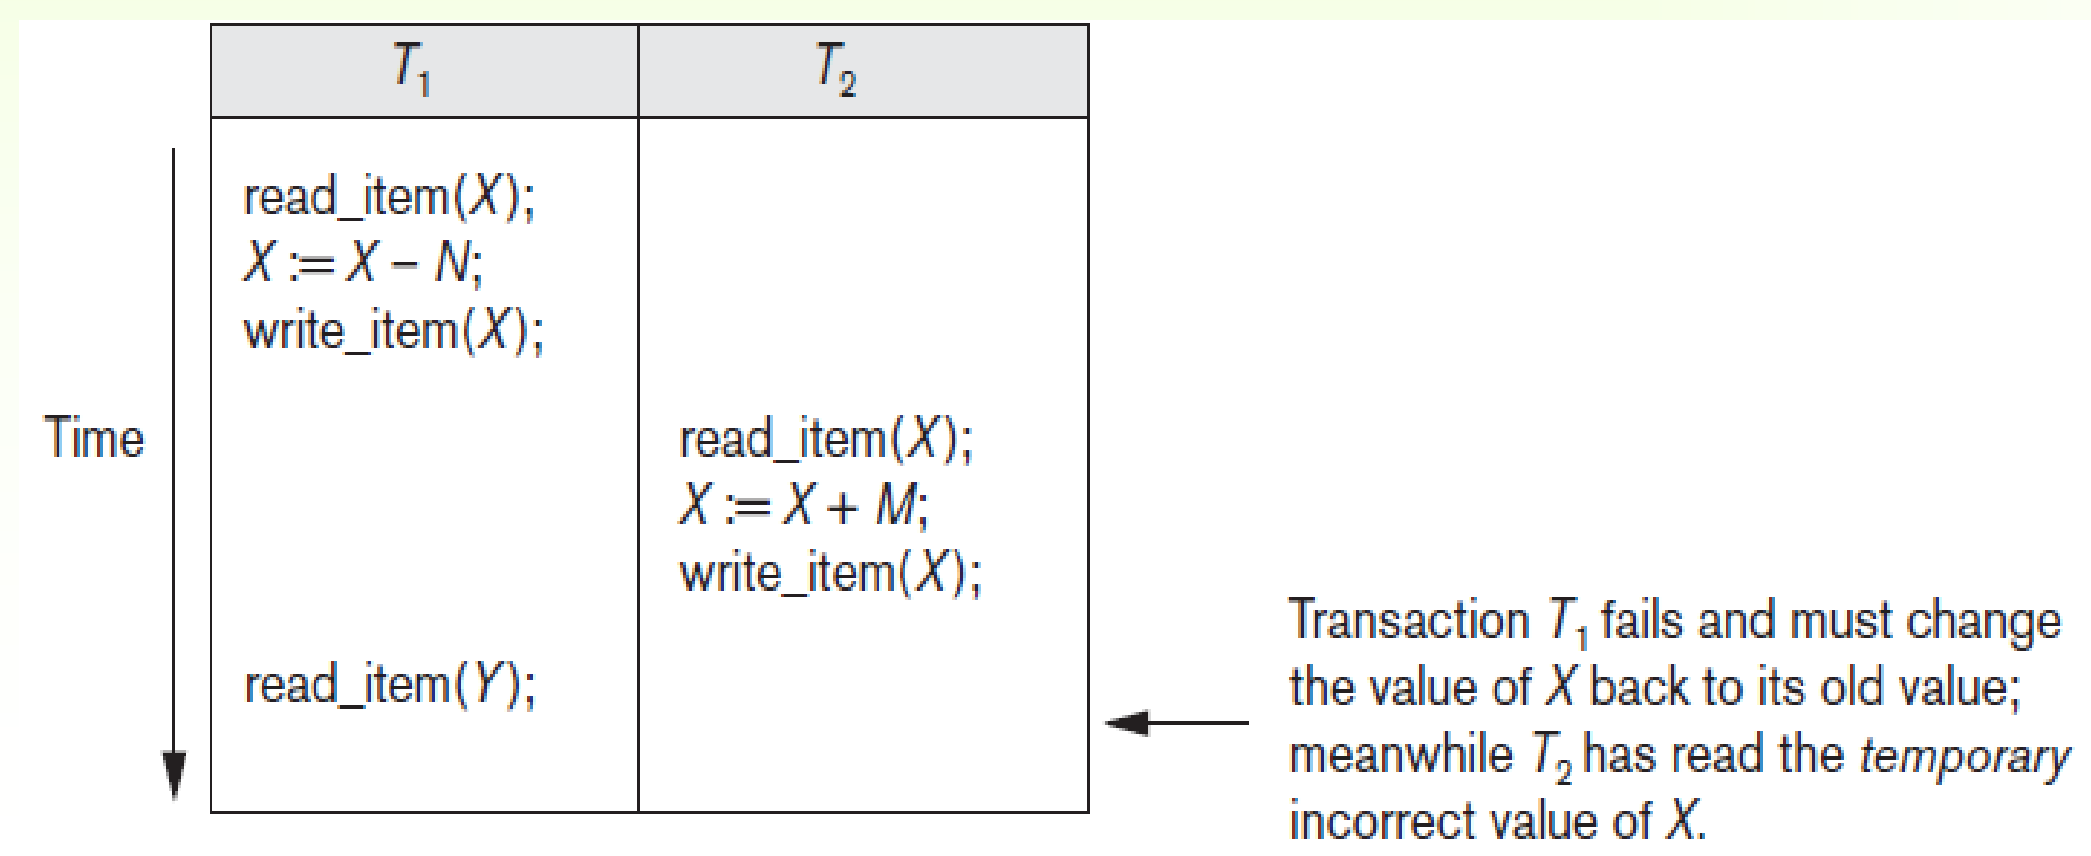 T1 T2
read_item(X);
X := X – N;
write_item(X);
Time
read_item(X);
X := X + M;
write_item(X);
read_item(Y);
Transaction T1 fails and must change
the value of X back to its old value;
meanwhile T2 has read the temporary
incorrect value of X.